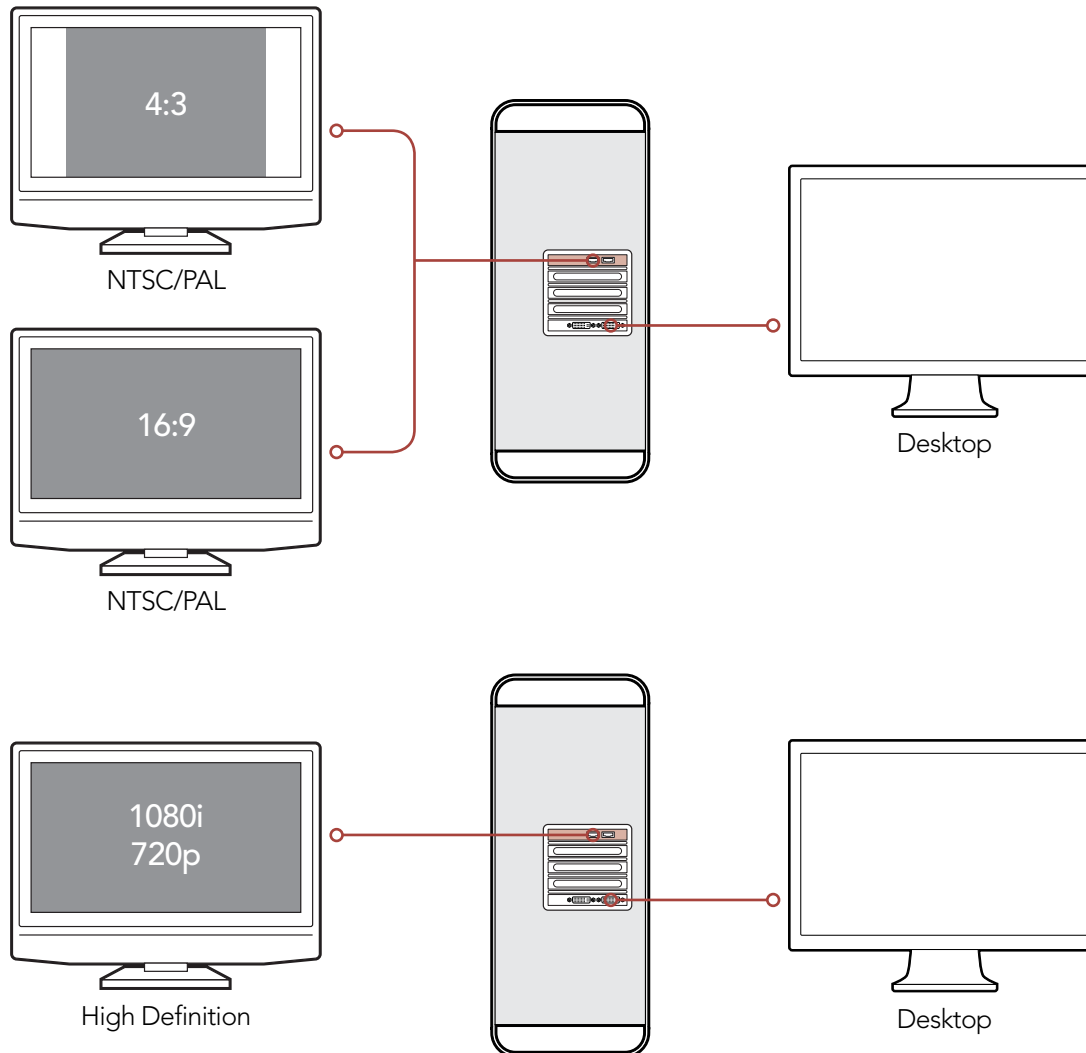 4:3
NTSC/PAL
16:9
NTSC/PAL
Desktop
1080i
720p
High Definition
Desktop